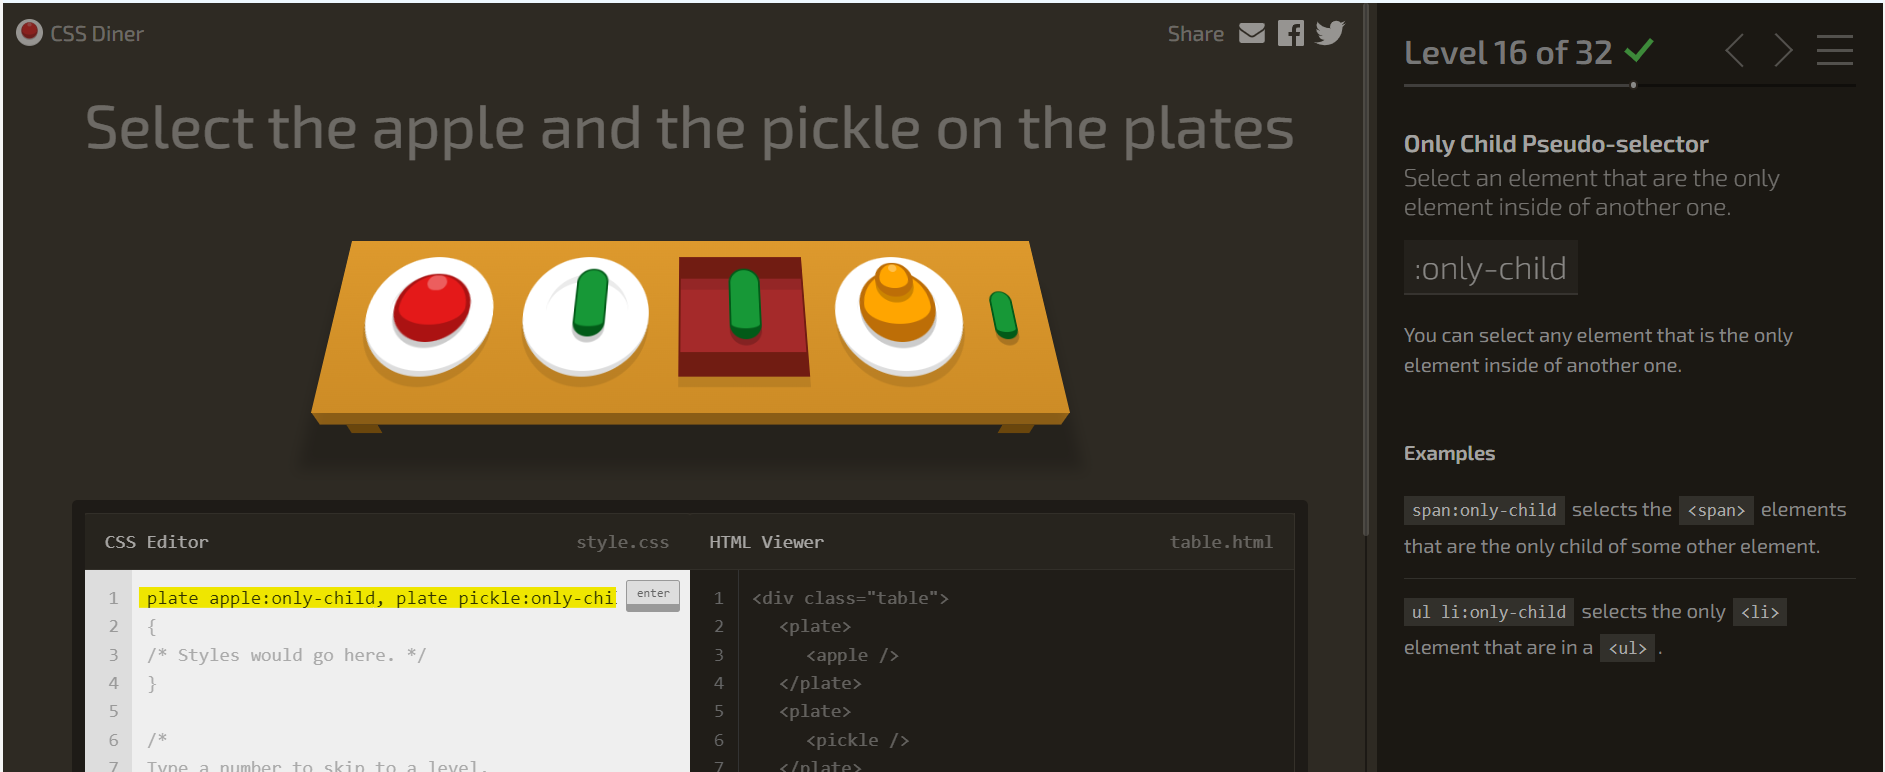 CSS Diner
Share
Select the apple and the pickle on the plates
CSS Editor
style.css
1 plate apple:only-child, plate pickle:only-chi
enter
2 {
3 /* Styles would go here. */
4 }
5
6 /*
7 Type a number to skip to a level.
HTML Viewer
table.html
1 <div class="table">
2 <plate>
3 <apple />
4 </plate>
5 <plate>
6 <pickle />
7 </plate>
Level 16 of 32
Only Child Pseudo-selector
Select an element that are the only
element inside of another one.
:only-child
You can select any element that is the only
element inside of another one.
Examples
span:only-child selects the <span> elements
that are the only child of some other element.
ul li:only-child selects the only <li>
element that are in a <ul>.